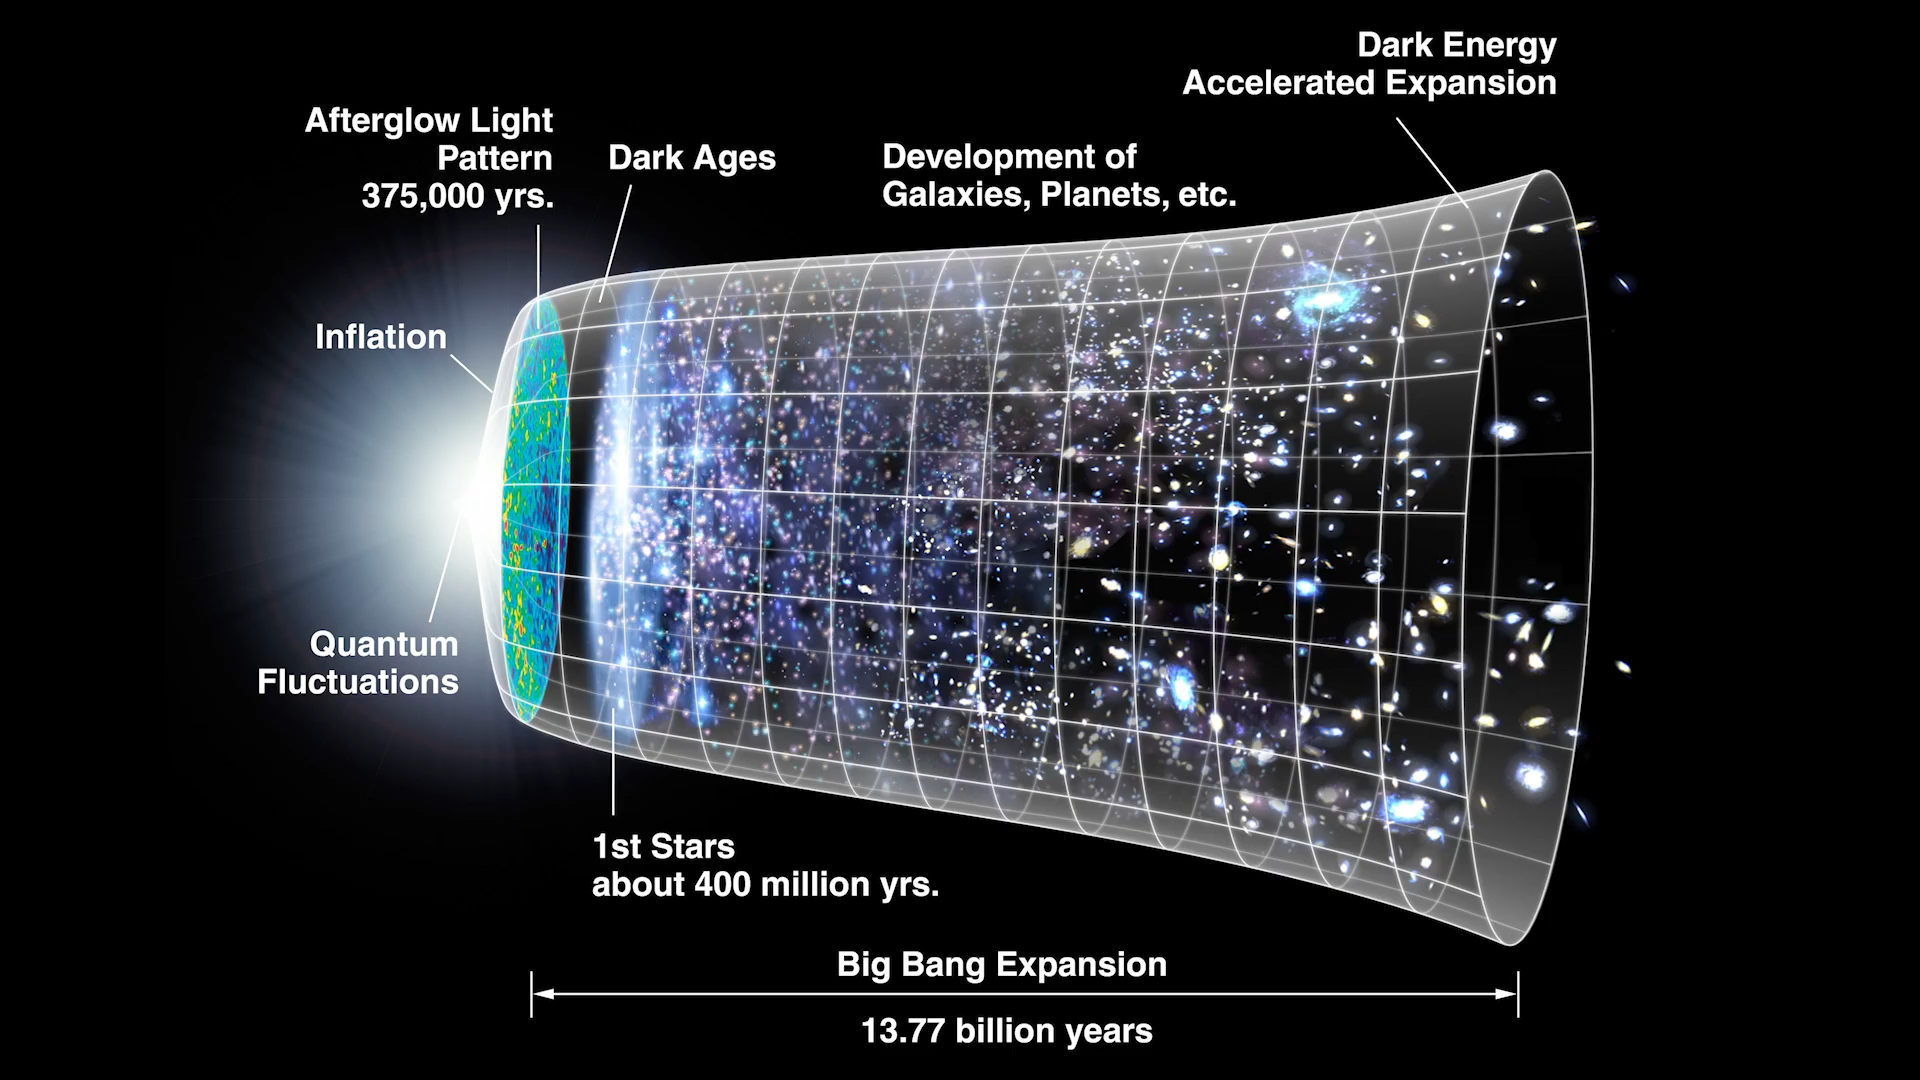 Dark Energy
Accelerated Expansion
Afterglow Light
Pattern
375,000 yrs.
Dark Ages
Development of
Galaxies, Planets, etc.
Inflation
Quantum
Fluctuations
1st Stars
about 400 million yrs.
Big Bang Expansion
13.77 billion years